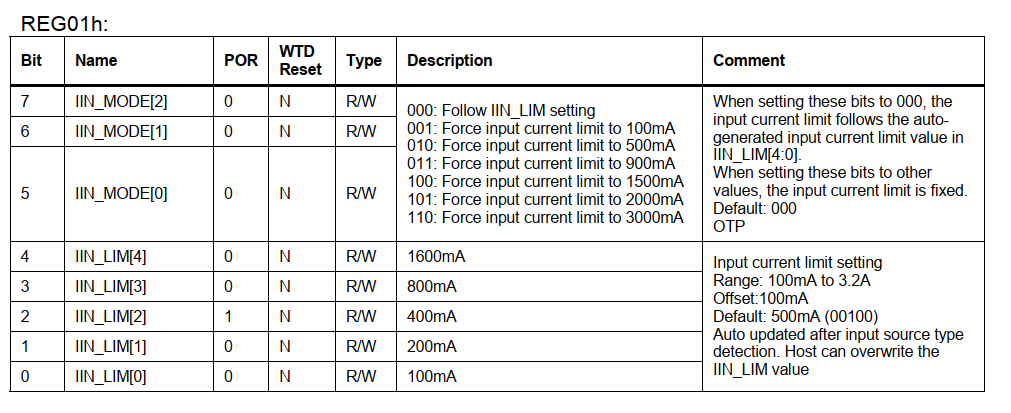 REG01h:
Bit Name POR WTD Reset Type Description Comment
7 IIN_MODE[2] 0 N R/W
6 IIN_MODE[1] 0 N R/W
5 IIN_MODE[0] 0 N R/W
000: Follow IIN_LIM setting
001: Force input current limit to 100mA
010: Force input current limit to 500mA
011: Force input current limit to 900mA
100: Force input current limit to 1500mA
101: Force input current limit to 2000mA
110: Force input current limit to 3000mA
When setting these bits to 000, the
input current limit follows the auto-
generated input current limit value in
IIN_LIM[4:0].
When setting these bits to other
values, the input current limit is fixed.
Default: 000
OTP
4 IIN_LIM[4] 0 N R/W 1600mA
3 IIN_LIM[3] 0 N R/W 800mA
2 IIN_LIM[2] 1 N R/W 400mA
1 IIN_LIM[1] 0 N R/W 200mA
0 IIN_LIM[0] 0 N R/W 100mA
Input current limit setting
Range: 100mA to 3.2A
Offset:100mA
Default: 500mA (00100)
Auto updated after input source type
detection. Host can overwrite the
IIN_LIM value